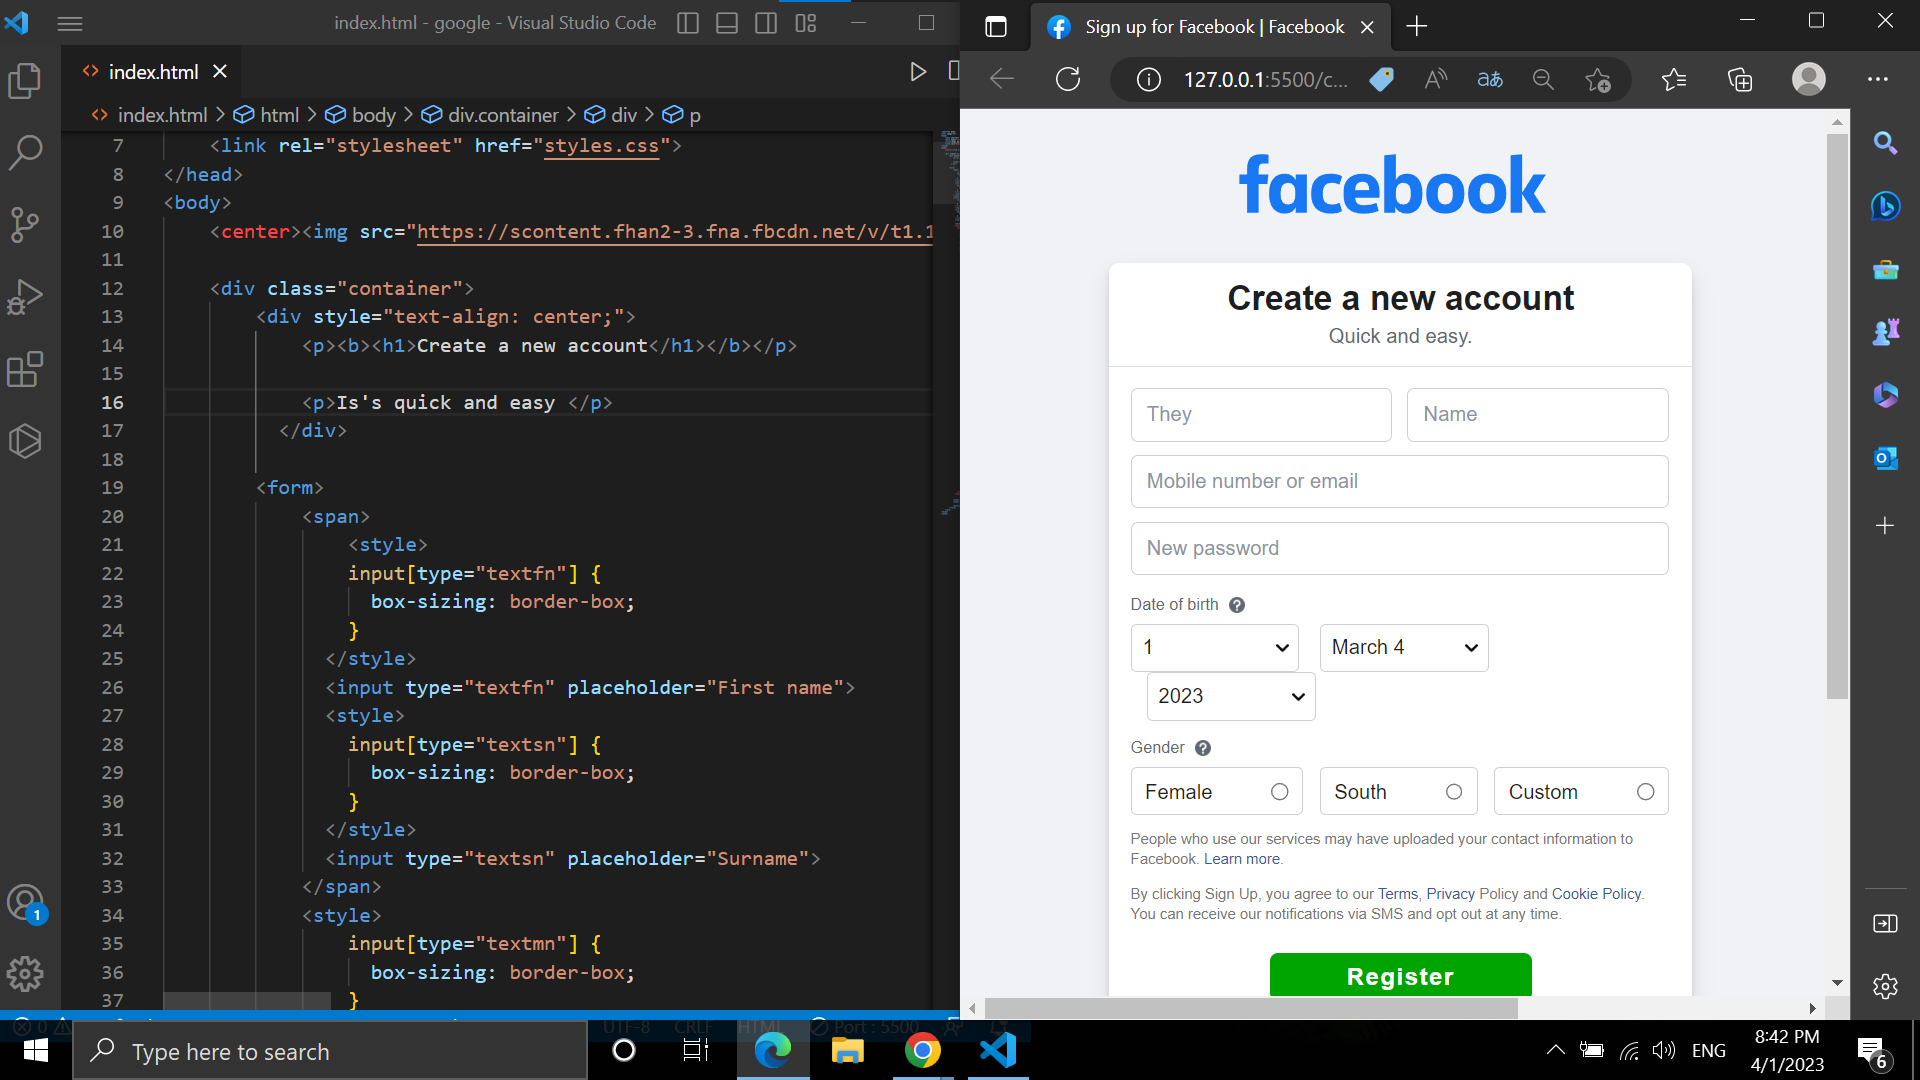 index.html - google - Visual Studio Code
index.html
index.html > html > body > div.container > div > p
7 <link rel="stylesheet" href="styles.css">
8 </head>
9 <body>
10 <center><img src="https://scontent.fhan2-3.fna.fbcdn.net/v/t1.1
11
12 <div class="container">
13 <div style="text-align: center;">
14 <p><b><h1>Create a new account</h1></b></p>
15
16 <p>Is's quick and easy </p>
17 </div>
18
19 <form>
20 <span>
21 <style>
22 input[type="textfn"] {
23 box-sizing: border-box;
24 }
25 </style>
26 <input type="textfn" placeholder="First name">
27 <style>
28 input[type="textsn"] {
29 box-sizing: border-box;
30 }
31 </style>
32 <input type="textsn" placeholder="Surname">
33 </span>
34 <style>
35 input[type="textmn"] {
36 box-sizing: border-box;
37 }
1
0
UTF-8 CRLF HTML Port : 5500
Sign up for Facebook | Facebook
127.0.0.1:5500/c...
facebook
Create a new account
Quick and easy.
They Name
Mobile number or email
New password
Date of birth
1 March 4
2023
Gender
Female South Custom
People who use our services may have uploaded your contact information to
Facebook. Learn more.
By clicking Sign Up, you agree to our Terms, Privacy Policy and Cookie Policy.
You can receive our notifications via SMS and opt out at any time.
Register
Type here to search
ENG
8:42 PM
4/1/2023
6